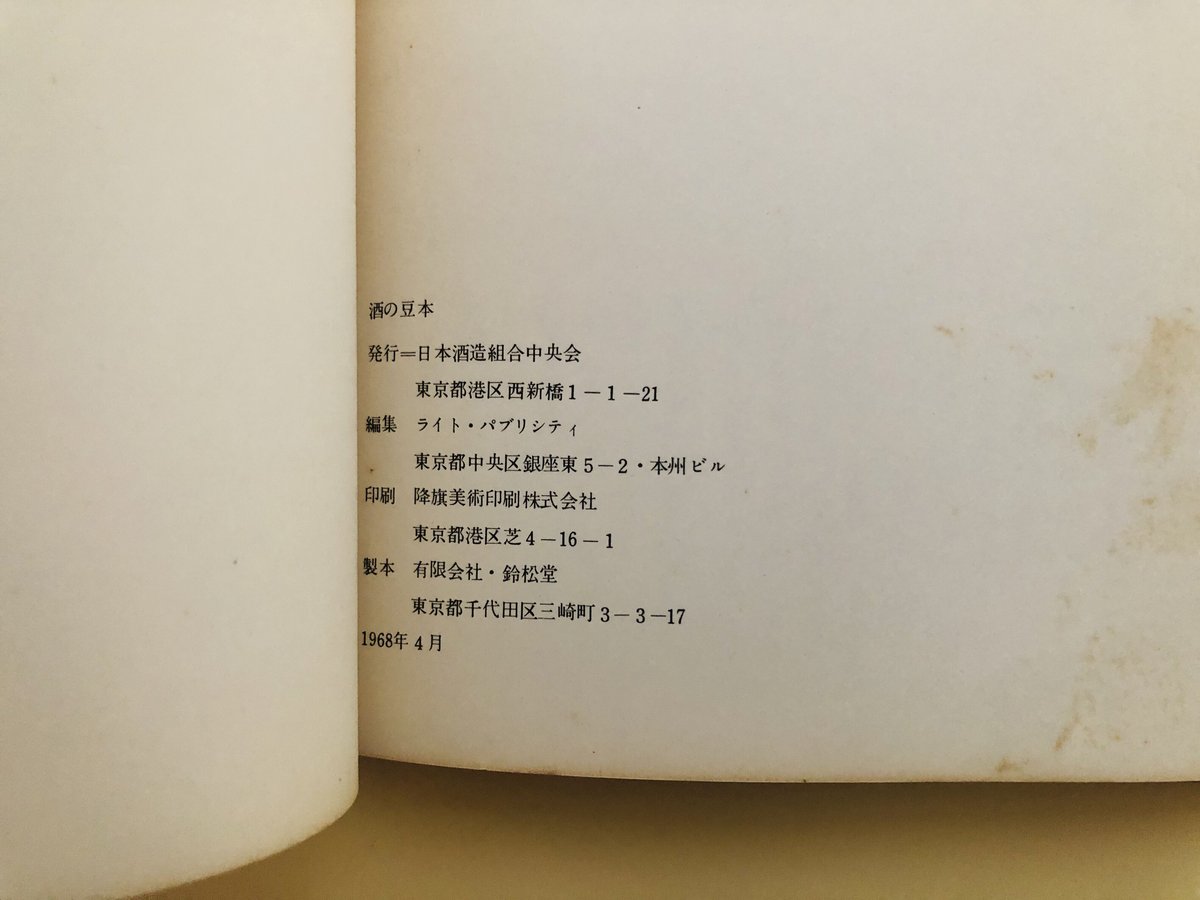 酒の豆本
発行＝日本酒造組合中央会
東京都港区西新橋1－1－21
編集 ライト・パブリシティ
東京都中央区銀座東5－2・本州ビル
印刷 降旗美術印刷株式会社
東京都港区芝4－16－1
製本 有限会社・鈴松堂
東京都千代田区三崎町3－3－17
1968年4月